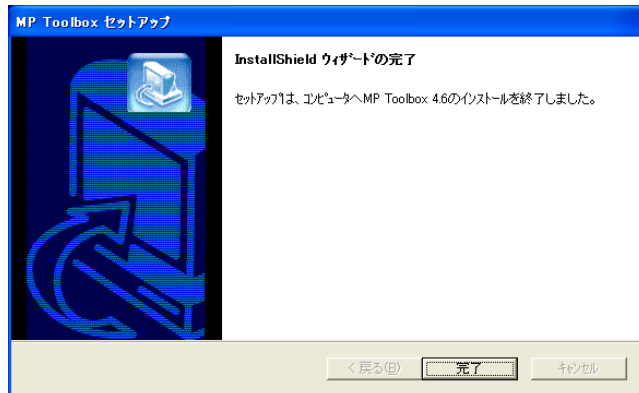 MP Toolbox セットアップ
InstallShield ｳｨｻﾞｰﾄﾞの完了
ｾｯﾄｱｯﾌﾟは、ｺﾝﾋﾟｭｰﾀへMP Toolbox 4.6のｲﾝｽﾄｰﾙを終了しました。
< 戻る(B)
完了
ｷｬﾝｾﾙ